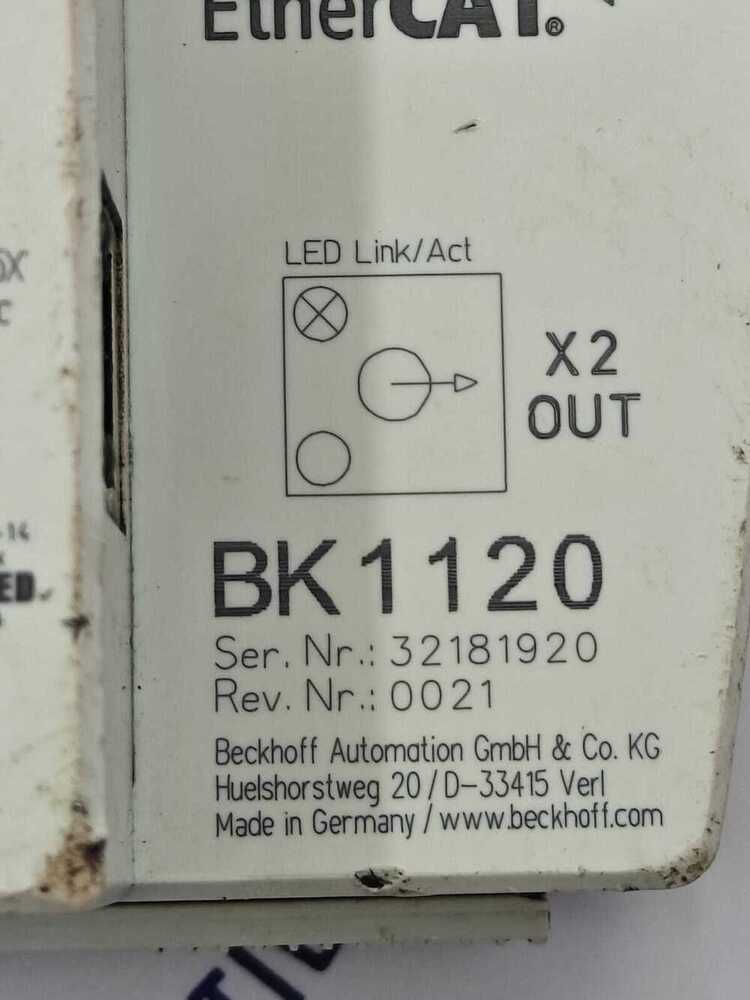 EtherCAT®
LED Link/Act
X2
OUT
BK1120
Ser. Nr.: 32181920
Rev. Nr.: 0021
Beckhoff Automation GmbH & Co. KG
Huelshorstweg 20/D-33415 Verl
Made in Germany / www.beckhoff.com